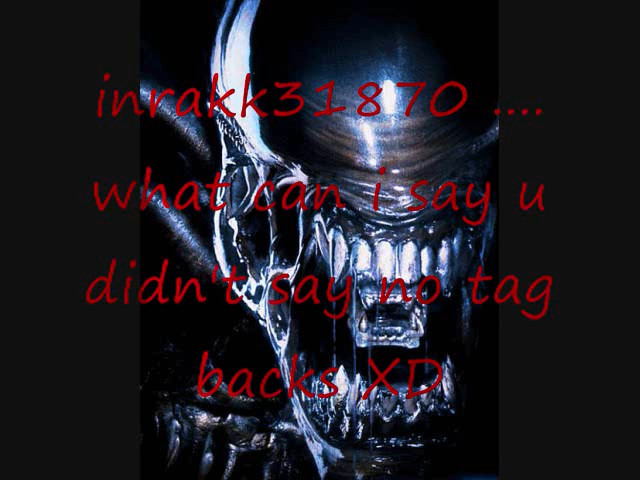 inrakk31870 ....
what can i say u
didn't say no tag
backs XD